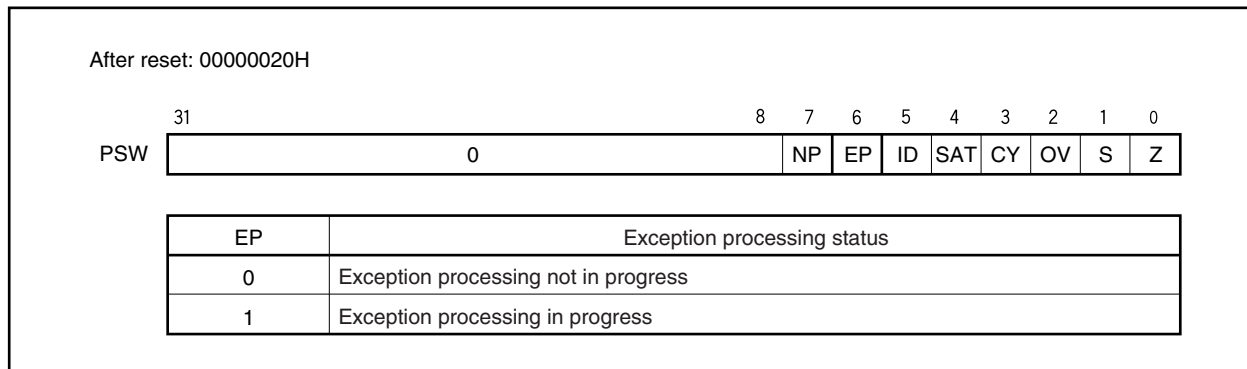 After reset: 00000020H
31 8 7 6 5 4 3 2 1 0
PSW 0 NP EP ID SAT CY OV S Z
EP Exception processing status
0 Exception processing not in progress
1 Exception processing in progress